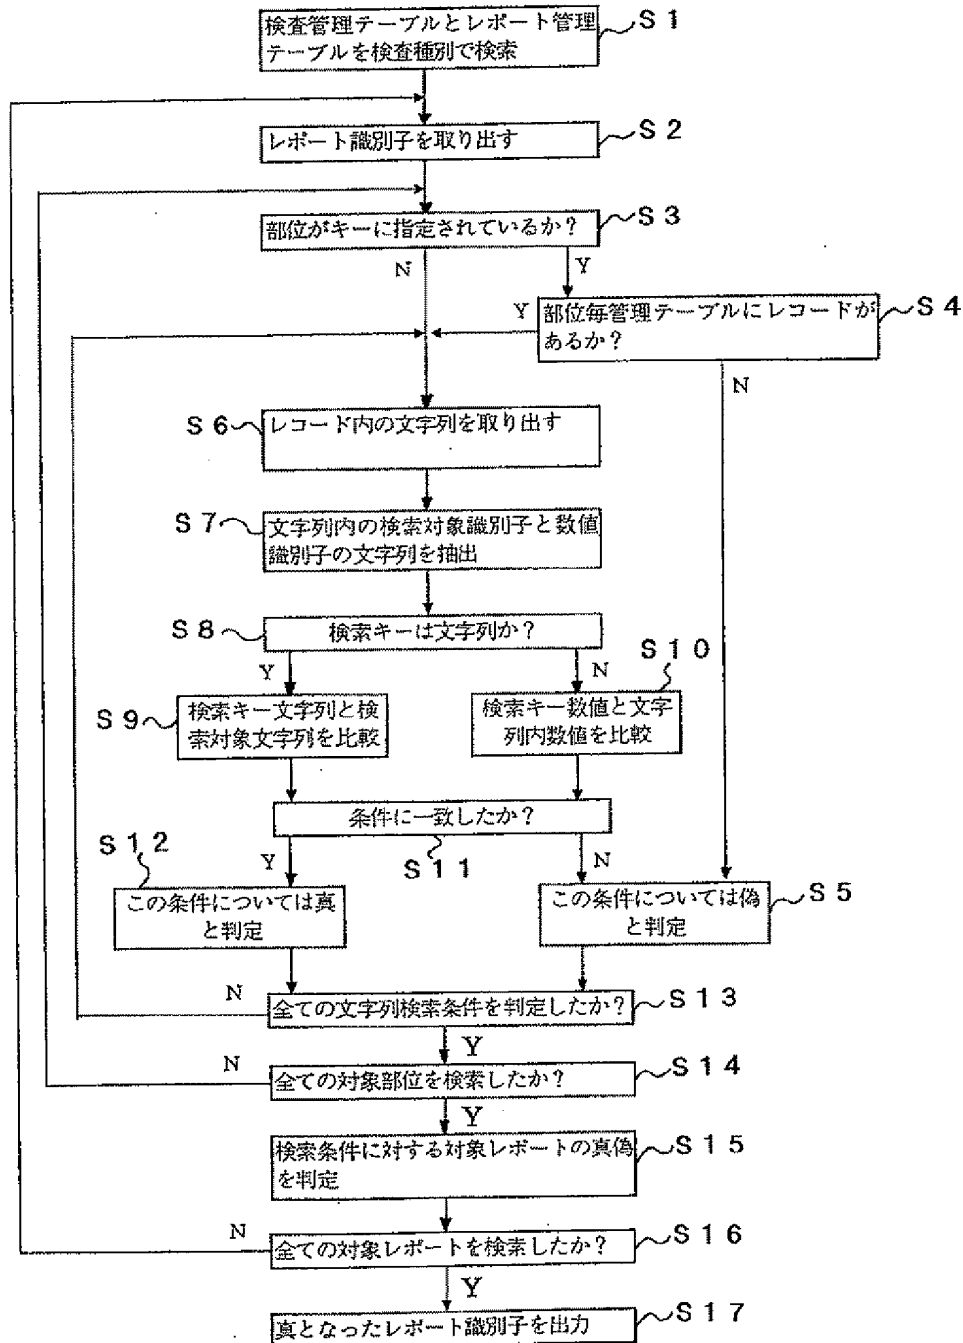 検査管理テーブルとレポート管理
テーブルを検査種別で検索
S1
レポート識別子を取り出す
S2
部位がキーに指定されているか?
S3
N
Y
Y
部位毎管理テーブルにレコードが
あるか?
S4
N
S6
レコード内の文字列を取り出す
S7
文字列内の検索対象識別子と数値
識別子の文字列を抽出
S8
検索キーは文字列か?
Y
N
S10
S9
検索キー文字列と検
索対象文字列を比較
検索キー数値と文字
列内数値を比較
条件に一致したか?
S11
S12
Y
N
この条件については真
と判定
この条件については偽
と判定
S5
N
全ての文字列検索条件を判定したか?
S13
Y
N
全ての対象部位を検索したか?
S14
Y
検索条件に対する対象レポートの真偽
を判定
S15
N
全ての対象レポートを検索したか?
S16
Y
真となったレポート識別子を出力
S17